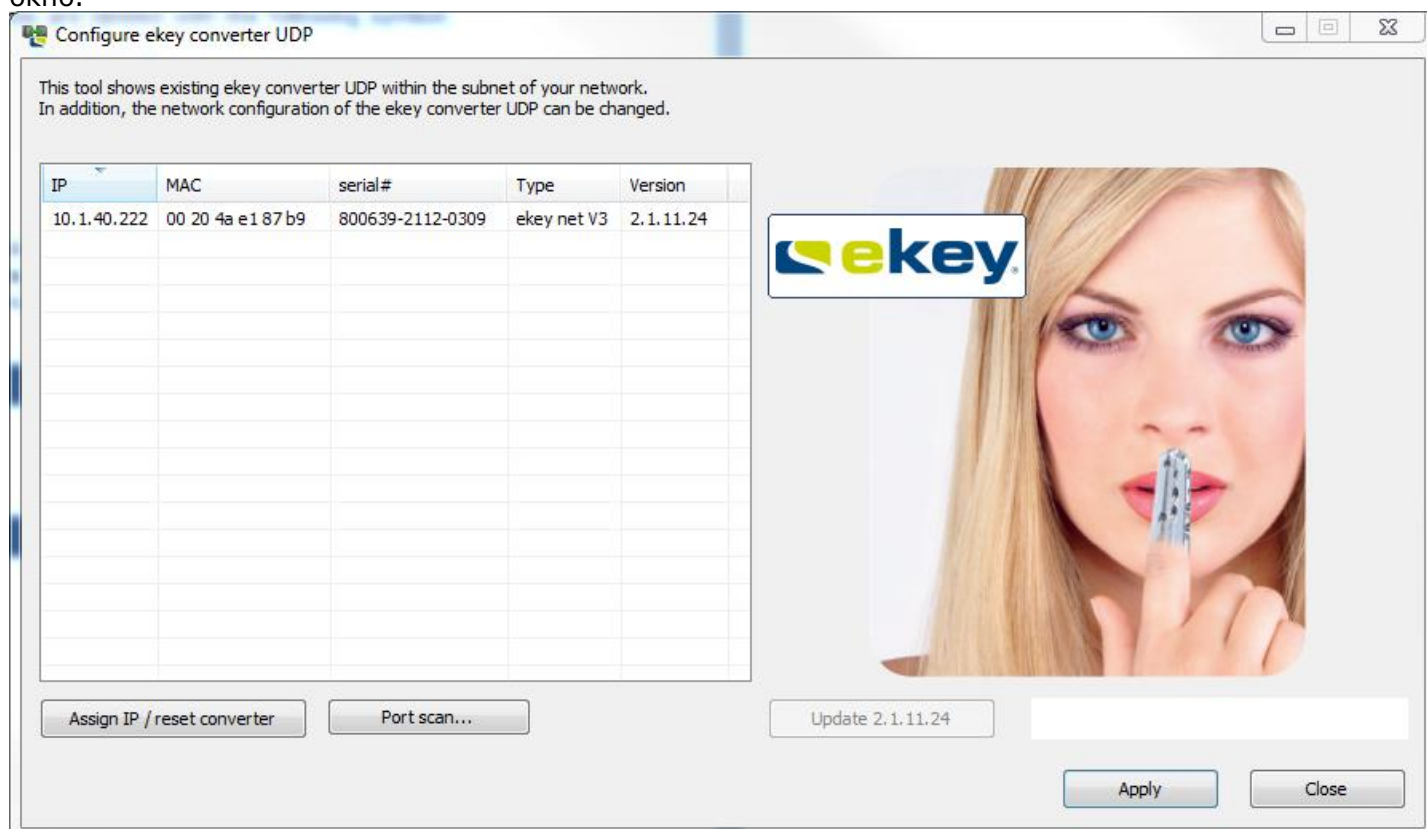 окно:
Configure ekey converter UDP
This tool shows existing ekey converter UDP within the subnet of your network.
In addition, the network configuration of the ekey converter UDP can be changed.
IP MAC serial# Type Version
10.1.40.222 00 20 4a e1 87 b9 800639-2112-0309 ekey net V3 2.1.11.24
ekey
Assign IP / reset converter Port scan... Update 2.1.11.24
Apply Close